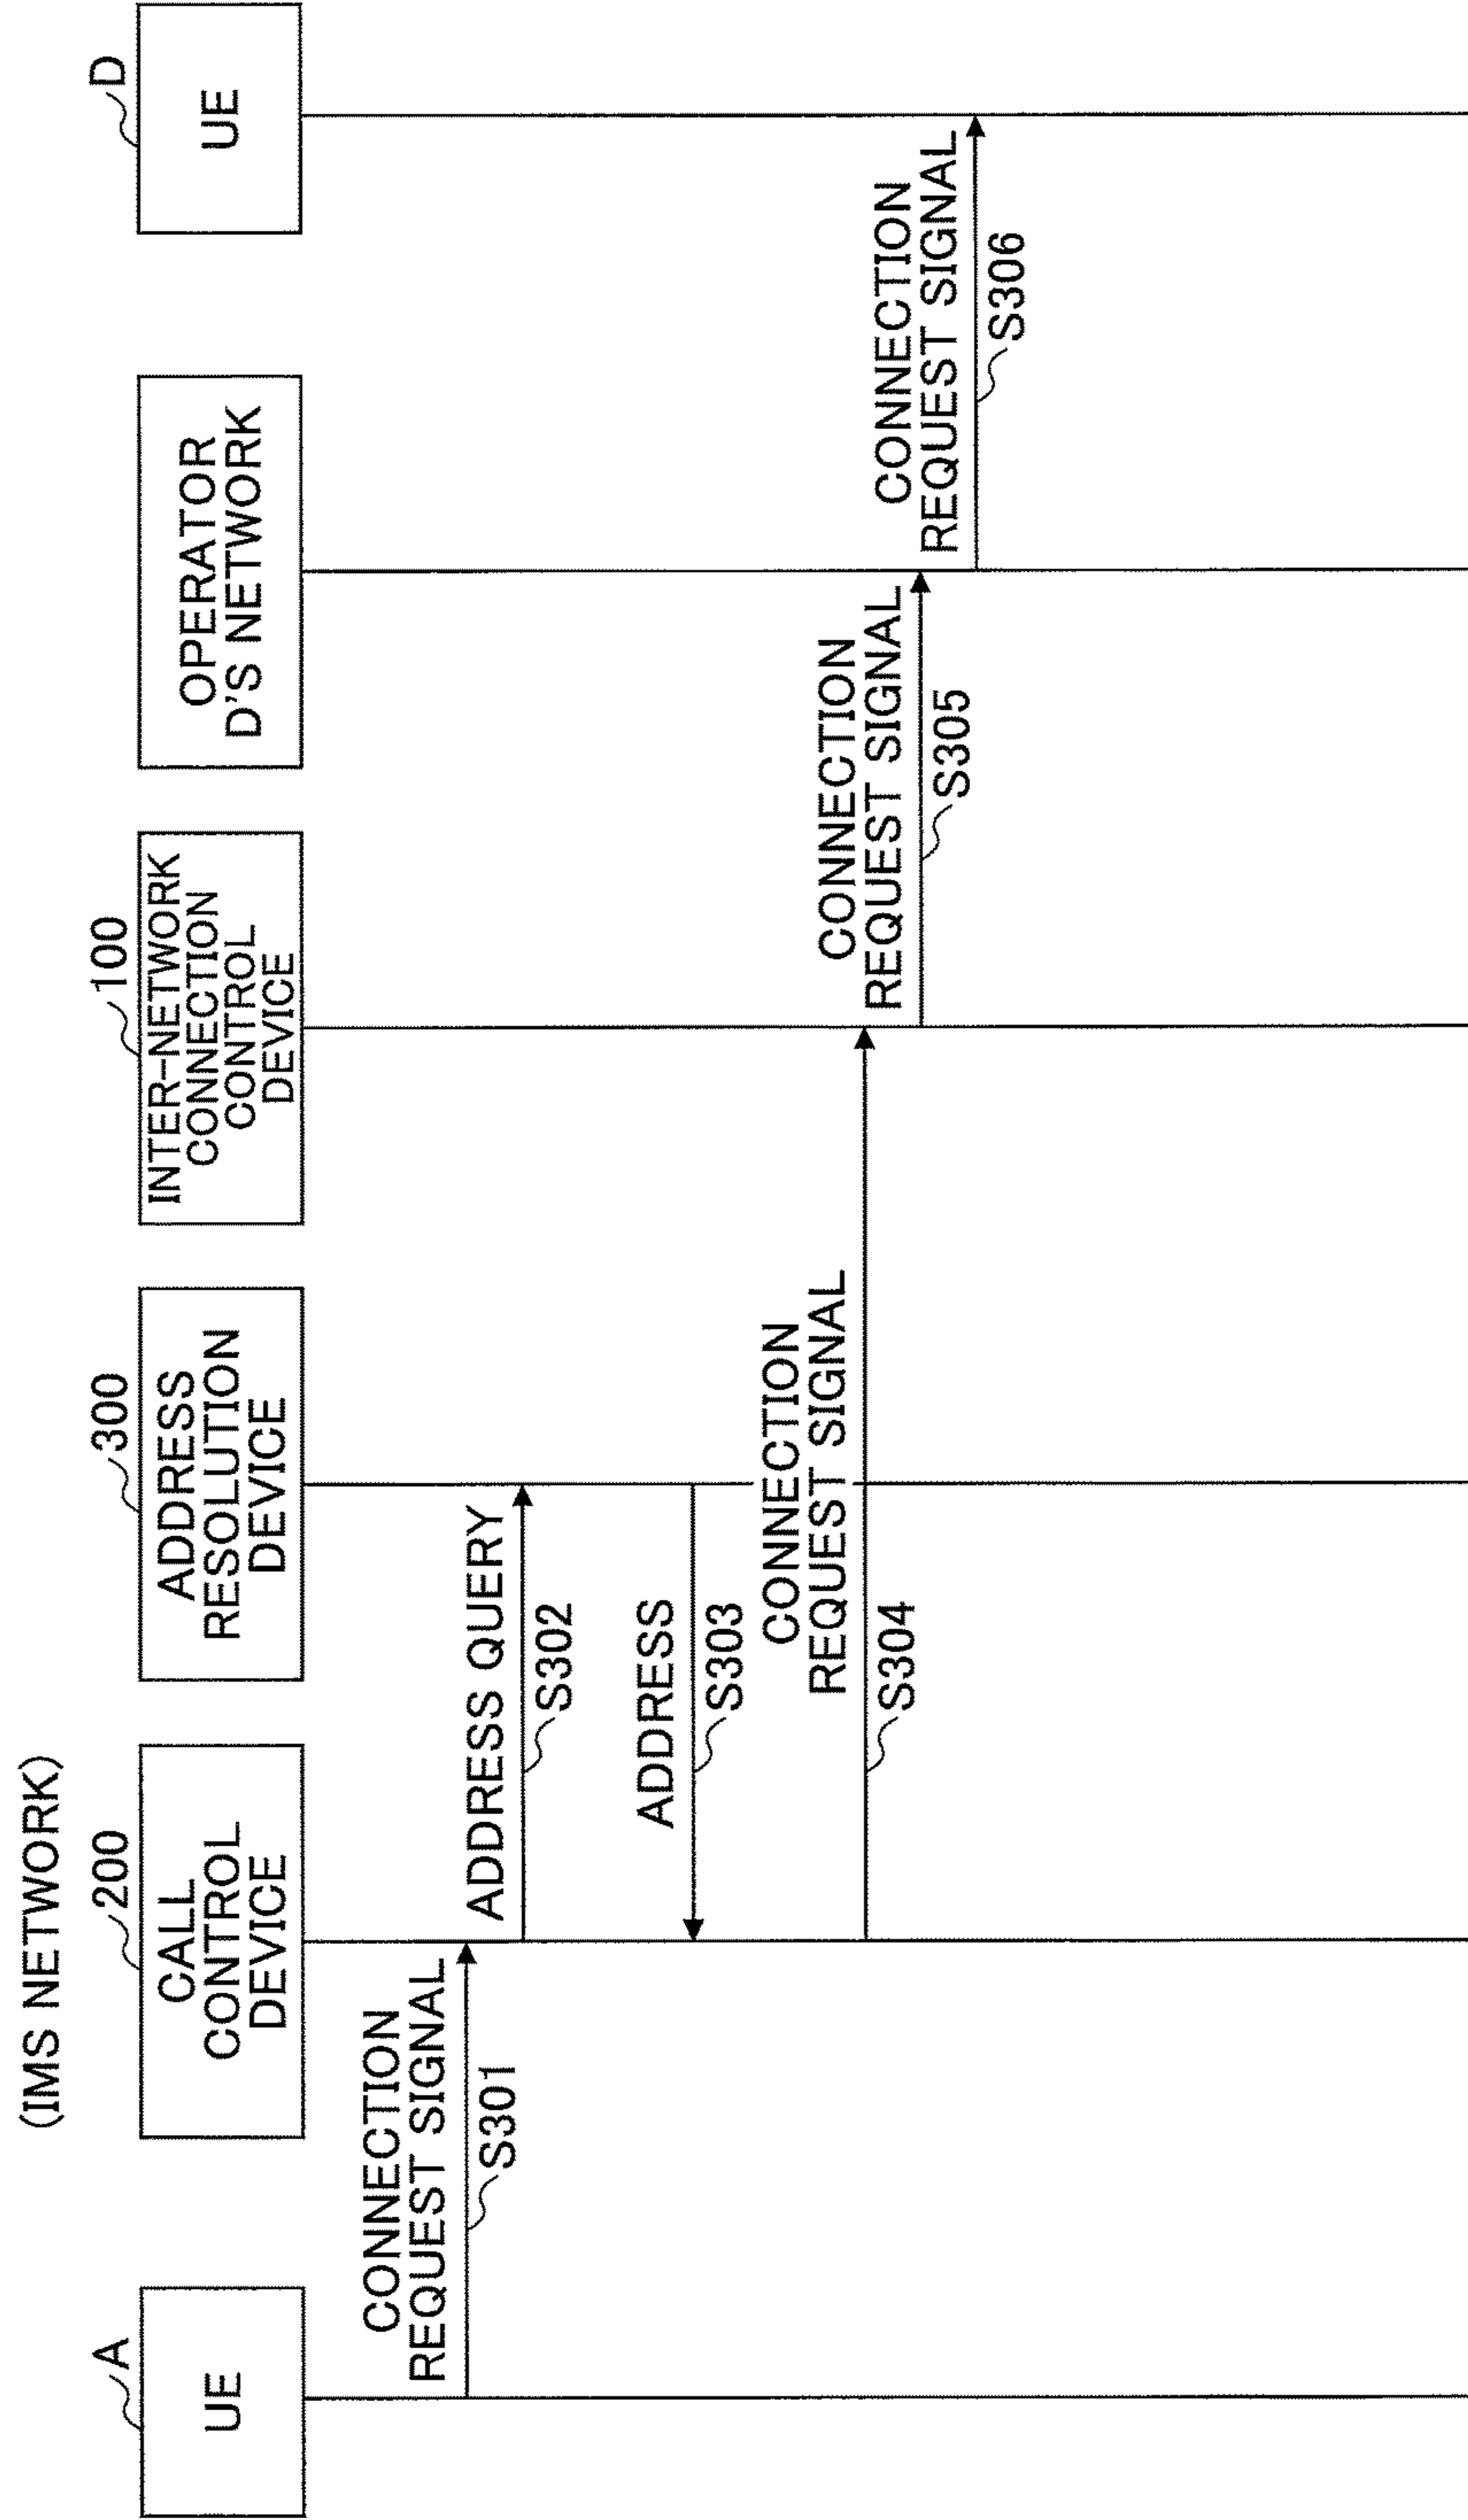 (IMS NETWORK)
A
UE
200
CALL
CONTROL
DEVICE
300
ADDRESS
RESOLUTION
DEVICE
100
INTER-NETWORK
CONNECTION
CONTROL
DEVICE
OPERATOR
D'S NETWORK
D
UE
CONNECTION
REQUEST SIGNAL
S301
ADDRESS QUERY
S302
ADDRESS
S303
CONNECTION
REQUEST SIGNAL
S304
CONNECTION
REQUEST SIGNAL
S305
CONNECTION
REQUEST SIGNAL
S306